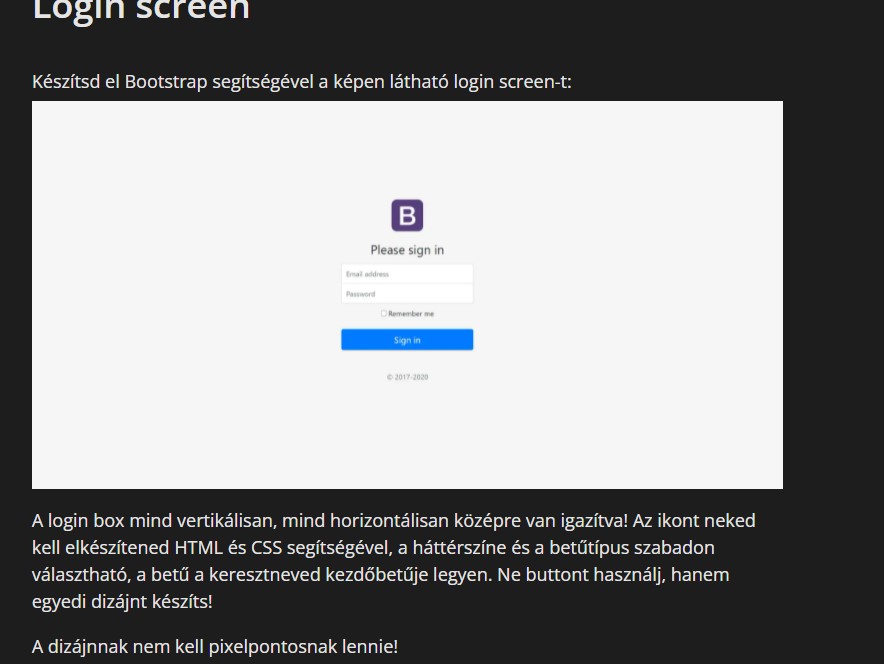 Login screen
Készítsd el Bootstrap segítségével a képen látható login screen-t:
B
Please sign in
Email address
Password
Remember me
Sign in
© 2017-2020
A login box mind vertikálisan, mind horizontálisan középre van igazítva! Az ikont neked
kell elkészítened HTML és CSS segítségével, a háttérszíne és a betűtípus szabadon
választható, a betű a keresztneved kezdőbetűje legyen. Ne buttont használj, hanem
egyedi dizájnt készíts!
A dizájnnak nem kell pixelpontosnak lennie!